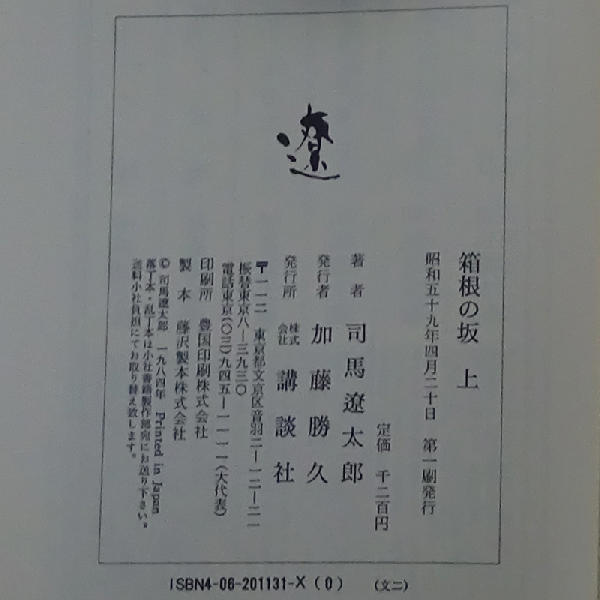 遼
箱根の坂 上
昭和五十九年四月二十日 第一刷発行
定価 千二百円
著者 司馬遼太郎
発行者 加藤勝久
発行所 株式会社 講談社
〒一一二 東京都文京区音羽二—一二—二一
振替東京八—三九三〇
電話東京(〇三)九四五—一一一一(大代表)
印刷所 豊国印刷株式会社
製本 藤沢製本株式会社
© 司馬遼太郎 一九八四年 Printed in Japan
落丁本・乱丁本は小社書籍製作部宛にお送り下さい。
送料小社負担にてお取り替え致します。
ISBN4-06-201131-X (0) (文二)